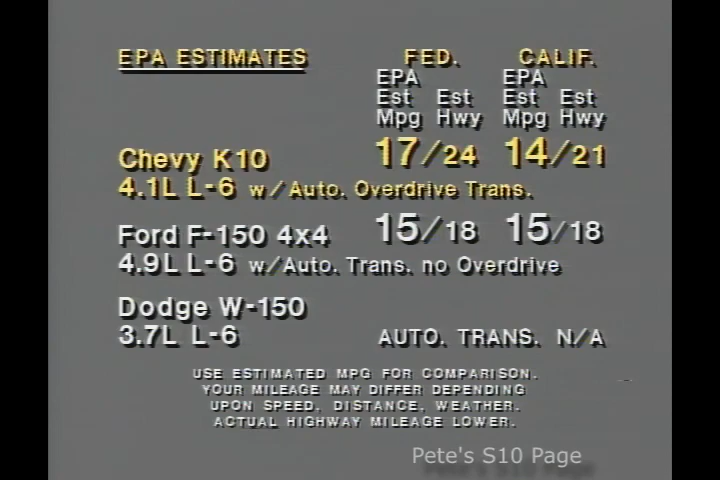 EPA ESTIMATES FED. CALIF.
EPA EPA
Est Est Est Est
Mpg Hwy Mpg Hwy
Chevy K10 17/24 14/21
4.1L L-6 w/Auto. Overdrive Trans.
Ford F-150 4x4 15/18 15/18
4.9L L-6 w/Auto. Trans. no Overdrive
Dodge W-150
3.7L L-6 AUTO. TRANS. N/A
USE ESTIMATED MPG FOR COMPARISON.
YOUR MILEAGE MAY DIFFER DEPENDING
UPON SPEED, DISTANCE, WEATHER.
ACTUAL HIGHWAY MILEAGE LOWER.
Pete's S10 Page